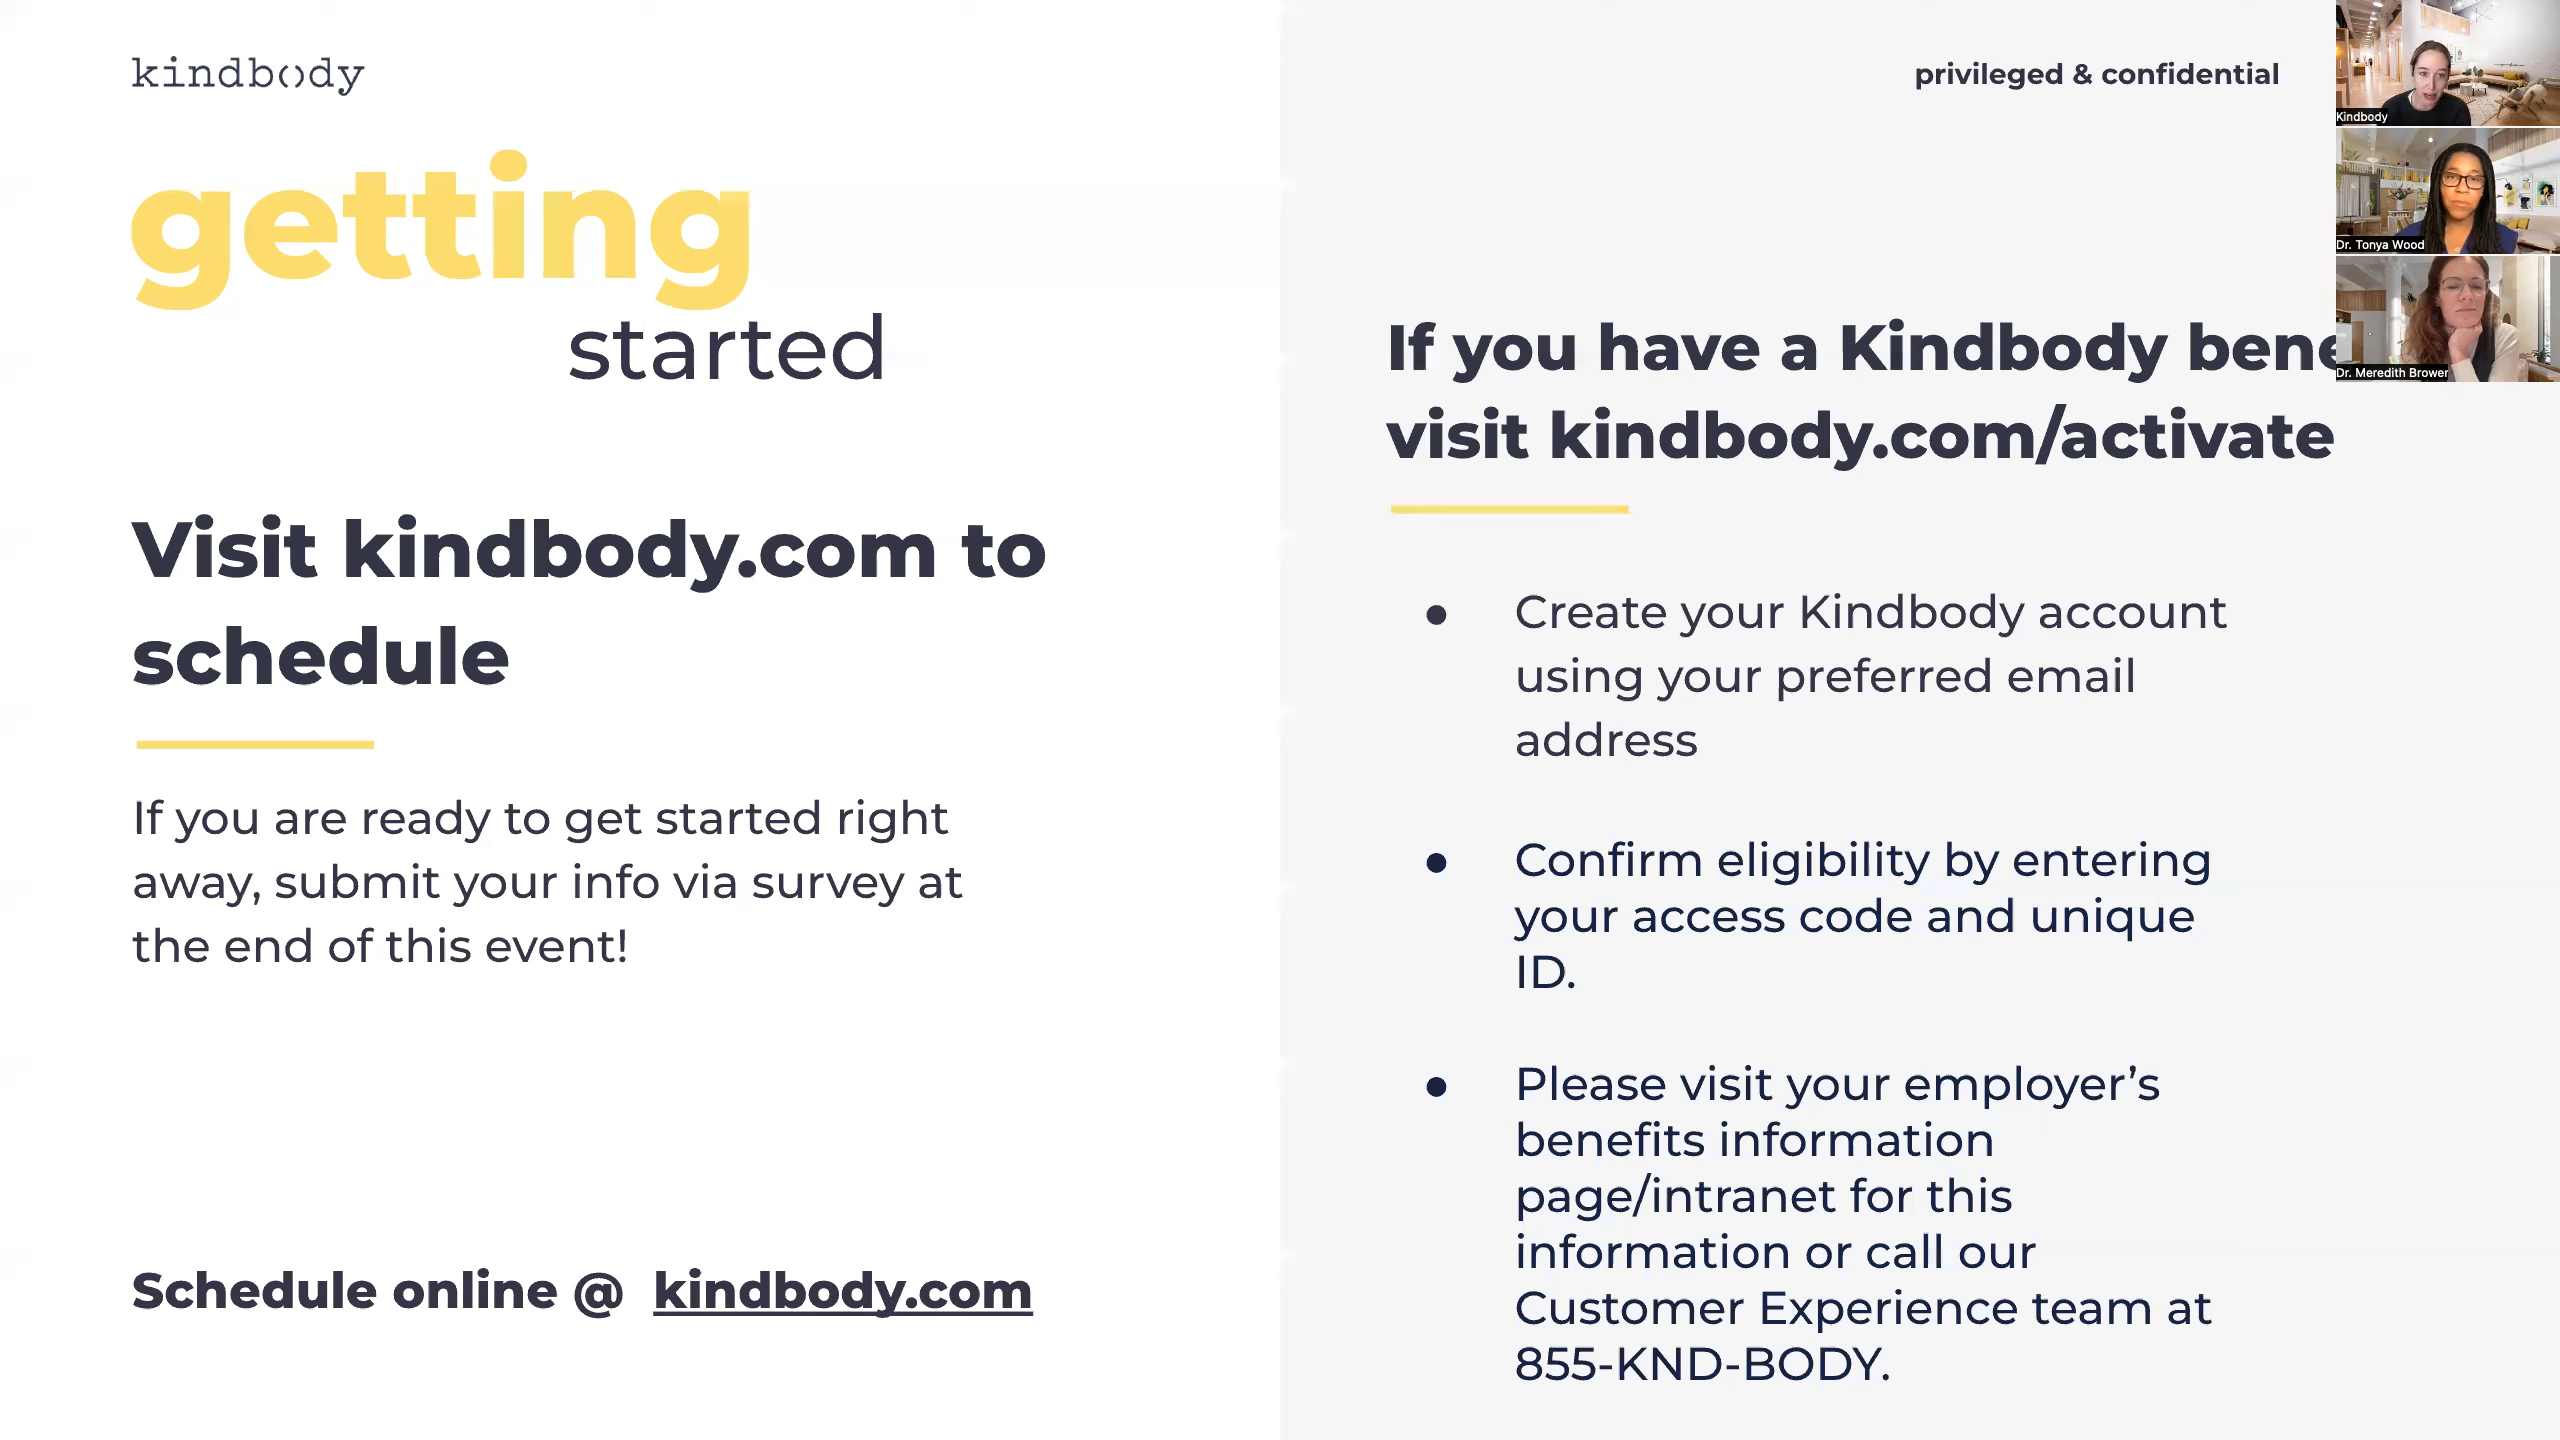 kindbody
getting
started
Visit kindbody.com to
schedule
If you are ready to get started right
away, submit your info via survey at
the end of this event!
Schedule online @ kindbody.com
privileged & confidential
If you have a Kindbody bene
visit kindbody.com/activate
● Create your Kindbody account
using your preferred email
address
● Confirm eligibility by entering
your access code and unique
ID.
● Please visit your employer’s
benefits information
page/intranet for this
information or call our
Customer Experience team at
855-KND-BODY.
Kindbody
Dr. Tonya Wood
Dr. Meredith Brower